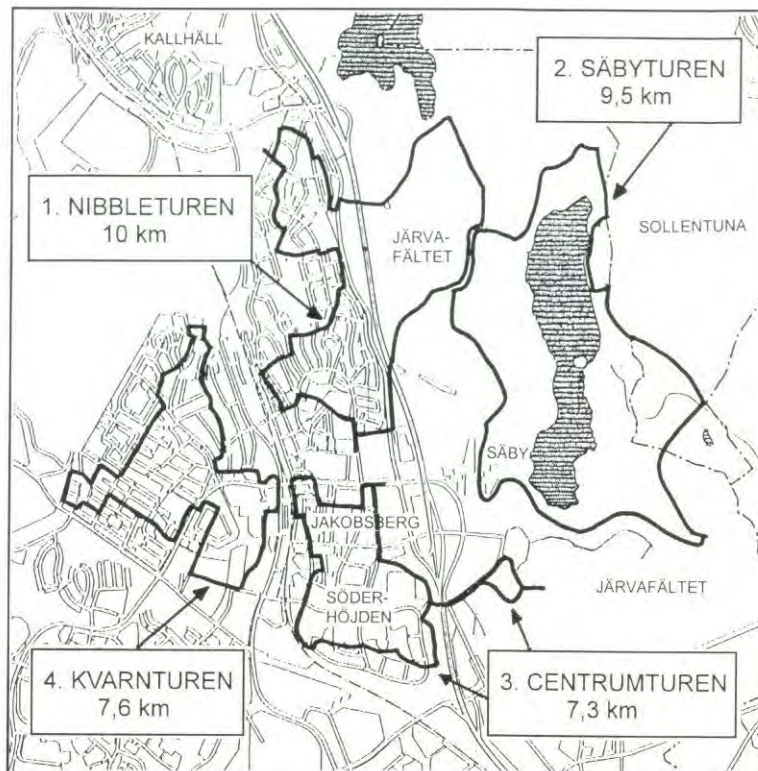 KALLHÄLL
2. SÄBYTUREN
9,5 km
1. NIBBLETUREN
10 km
JÄRVA-
FÄLTET
SOLLENTUNA
SÄBY
JAKOBSBERG
SÖDER-
HÖJDEN
JÄRVAFÄLTET
4. KVARNTUREN
7,6 km
3. CENTRUMTUREN
7,3 km